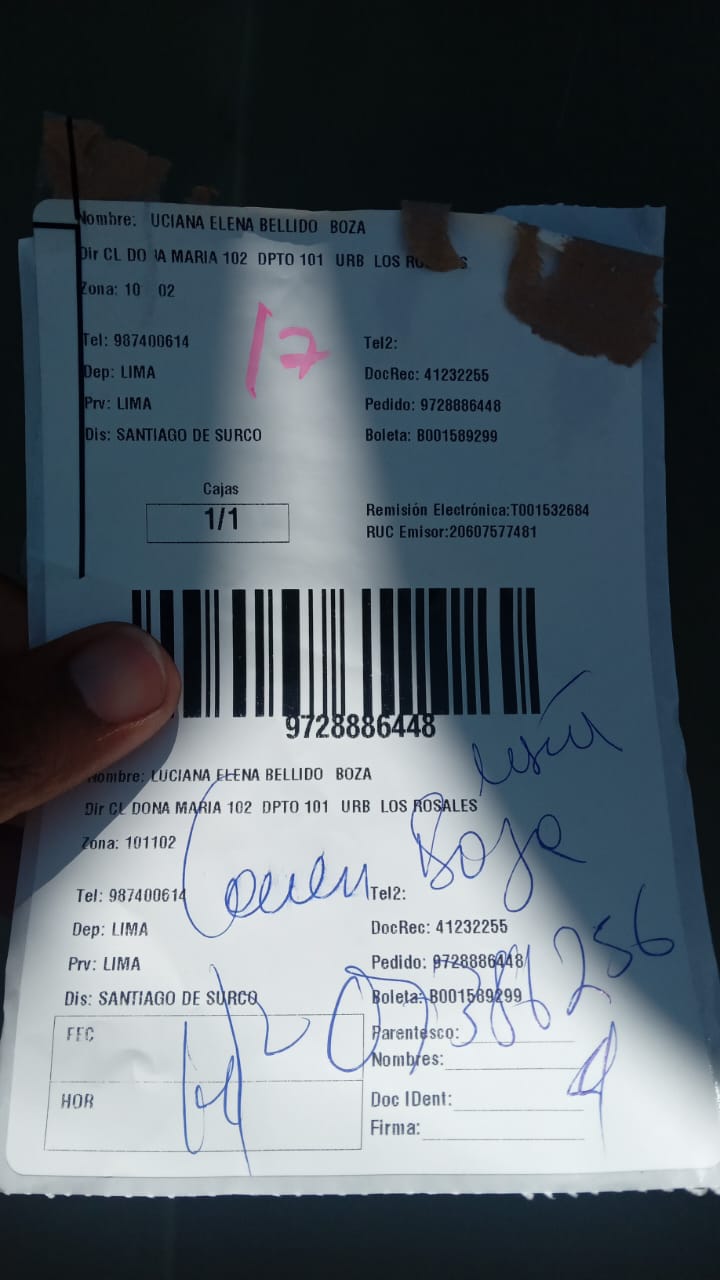 Nombre: UCIANA ELENA BELLIDO BOZA
Dir CL DO A MARIA 102 DPTO 101 URB LOS RO S
Zona: 10 02
17
Tel: 987400614 Tel2:
Dep: LIMA DocRec: 41232255
Prv: LIMA Pedido: 9728886448
Dis: SANTIAGO DE SURCO Boleta: B001589299
Cajas
1/1
Remisión Electrónica:T001532684
RUC Emisor:20607577481
9728886448
Nombre: LUCIANA ELENA BELLIDO BOZA
Dir CL DONA MARIA 102 DPTO 101 URB LOS ROSALES
Zona: 101102
Boza
Tel: 987400614 Tel2:
Dep: LIMA DocRec: 41232255
Prv: LIMA Pedido: 9728886448
Dis: SANTIAGO DE SURCO Boleta: B001589299
FEC Parentesco:
Nombres:
HOR Doc IDent:
Firma: